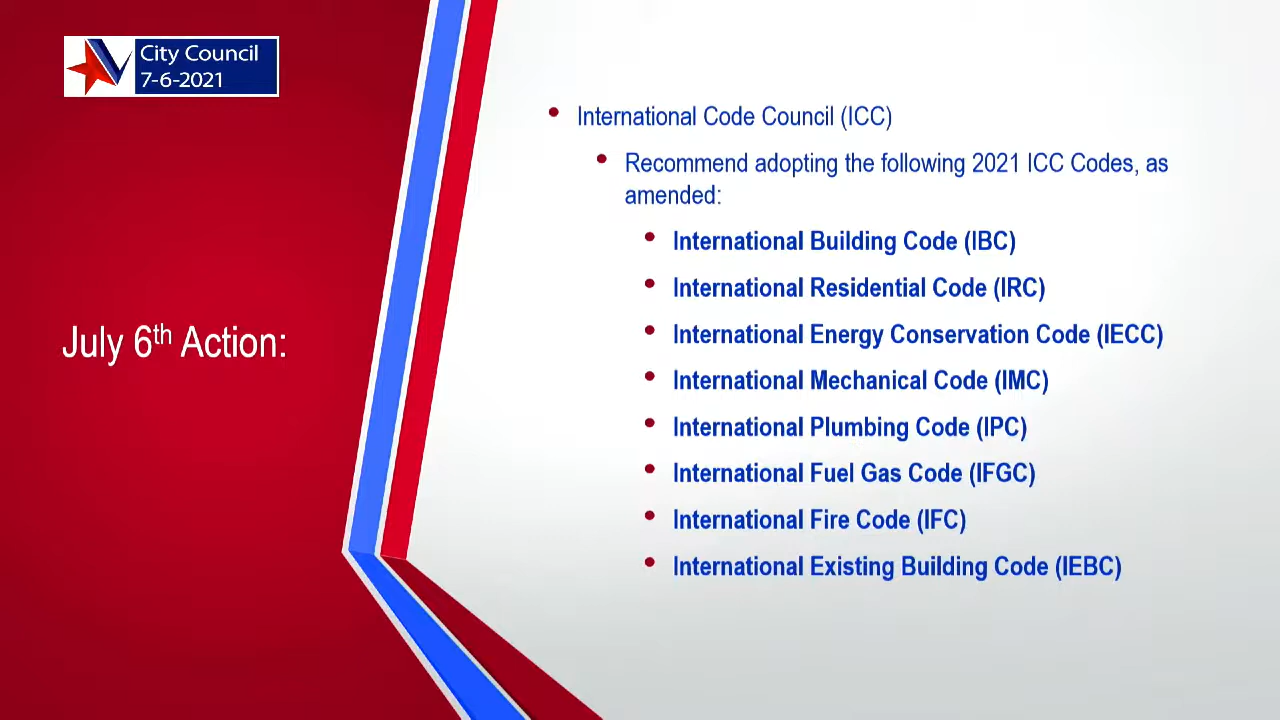 City Council
7-6-2021
July 6th Action:
• International Code Council (ICC)
• Recommend adopting the following 2021 ICC Codes, as
amended:
• International Building Code (IBC)
• International Residential Code (IRC)
• International Energy Conservation Code (IECC)
• International Mechanical Code (IMC)
• International Plumbing Code (IPC)
• International Fuel Gas Code (IFGC)
• International Fire Code (IFC)
• International Existing Building Code (IEBC)